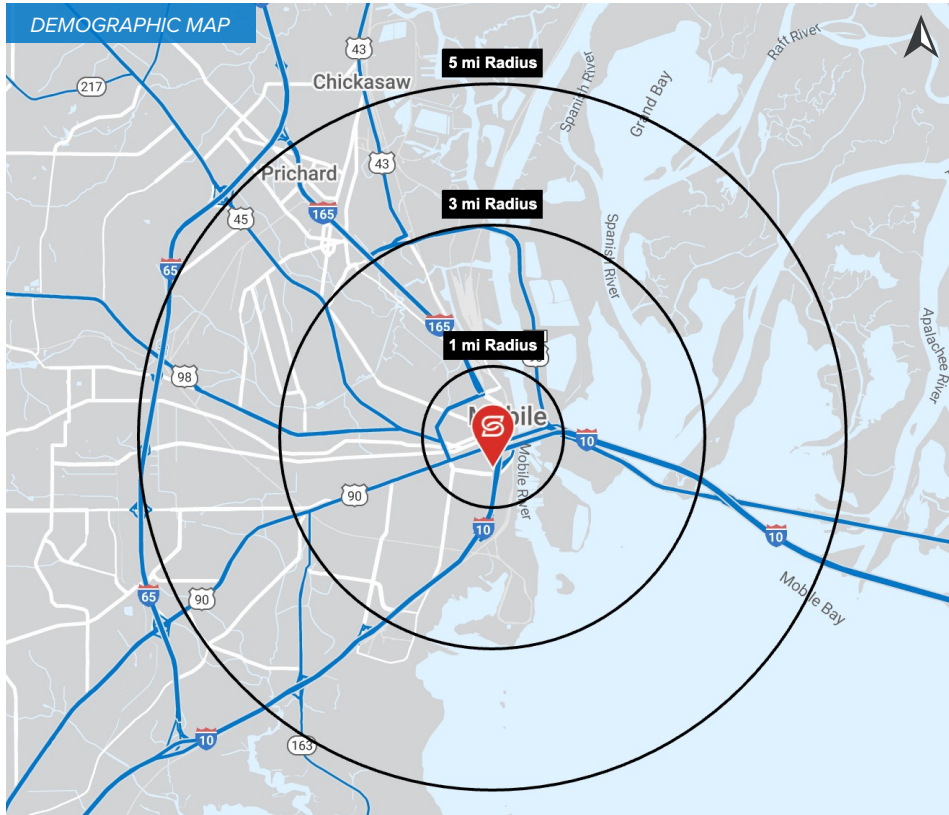 DEMOGRAPHIC MAP
43
Raft River
5 mi Radius
217
Chickasaw
Spanish River
Grand Bay
43
Prichard
165
3 mi Radius
45
Spanish River
65
165
Apalachee River
1 mi Radius
98
Mobile
10
Mobile River
90
10
10
65
90
Mobile Bay
10
163